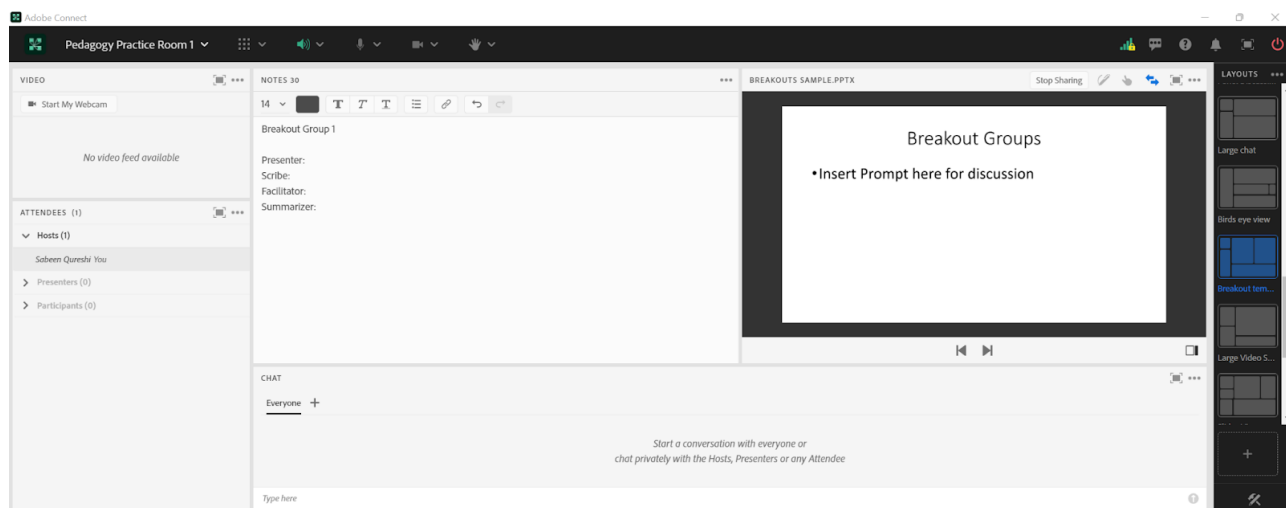 Adobe Connect
Pedagogy Practice Room 1
VIDEO
Start My Webcam
No video feed available
ATTENDEES (1)
Hosts (1)
Sabeen Qureshi You
Presenters (0)
Participants (0)
NOTES 30
14 T T T
Breakout Group 1
Presenter:
Scribe:
Facilitator:
Summarizer:
BREAKOUTS SAMPLE.PPTX
Stop Sharing
Breakout Groups
•Insert Prompt here for discussion
CHAT
Everyone
Start a conversation with everyone or
chat privately with the Hosts, Presenters or any Attendee
Type here
LAYOUTS
Large chat
Birds eye view
Breakout tem...
Large Video S...